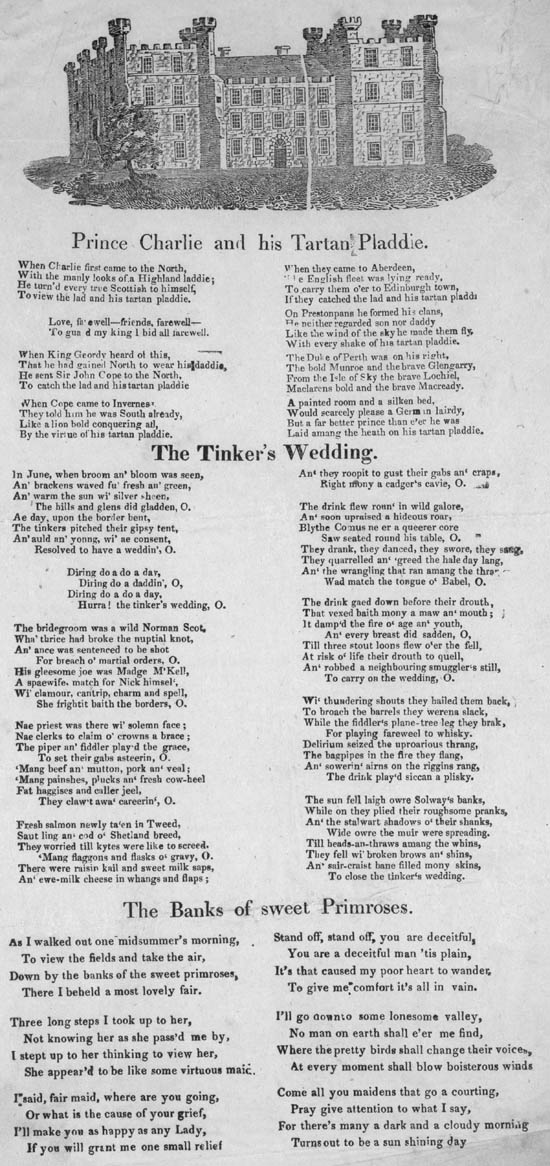 Prince Charlie and his Tartan Pladdie.
When Charlie first came to the North,
With the manly looks of a Highland laddie;
He turn'd every true Scottish to himself,
To view the lad and his tartan pladdie.
Love, farewell—friends, farewell—
To guard my king I bid all farewell.
When King Geordy heard of this,
That he had gained North to wear his daddie,
He sent Sir John Cope to the North,
To catch the lad and his tartan pladdie
When Cope came to Inverness
They told him he was South already,
Like a lion bold conquering all,
By the virtue of his tartan pladdie.
When they came to Aberdeen,
The English fleet was lying ready,
To carry them o'er to Edinburgh town,
If they catched the lad and his tartan pladdi
On Prestonpans he formed his clans,
He neither regarded son nor daddy
Like the wind of the sky he made them fly,
With every shake of his tartan pladdie.
The Duke of Perth was on his right,
The bold Munroe and the brave Glengarry,
From the Isle of Sky the brave Lochiel,
Maclarens bold and the brave Macready.
A painted room and a silken bed,
Would scarcely please a German lairdy,
But a far better prince than e'er he was
Laid amang the heath on his tartan pladdie.
The Tinker's Wedding.
In June, when broom an' bloom was seen,
An' brackens waved fu' fresh an' green,
An' warm the sun wi' silver sheen,
The hills and glens did gladden, O.
Ae day, upon the border bent,
The tinkers pitched their gipsy tent,
An' auld an' yonng, wi' ae consent,
Resolved to have a weddin', O.
Diring do a do a day,
Diring do a daddin', O,
Diring do a do a day,
Hurra! the tinker's wedding, O.
The bridegroom was a wild Norman Scot,
Wha' thrice had broke the nuptial knot,
An' ance was sentenced to be shot
For breach o' martial orders, O.
His gleesome joe was Madge M'Kell,
A spaewife, match for Nick himself,
Wi' clamour, cantrip, charm and spell,
She frightit baith the borders, O.
Nae priest was there wi' solemn face;
Nae clerks to claim o' crowns a brace;
The piper an' fiddler play'd the grace,
To set their gabs asteerin, O.
'Mang beef an' mutton, pork an' veal;
'Mang painshes, plucks an' fresh cow-heel
Fat haggises and caller jeel,
They clawt awa' careerin', O.
Fresh salmon newly ta'en in Tweed,
Saut ling an' cod o' Shetland breed,
They worried till kytes were like to screed,
'Mang flaggons and flasks o' gravy, O.
There were raisin kail and sweet milk saps,
An' ewe-milk cheese in whangs and flaps;
An' they roopit to gust their gabs an' craps,
Right mony a cadger's cavie, O.
The drink flew roun' in wild galore,
An' soon upraised a hideous roar,
Blythe Comus ne er a queerer core
Saw seated round his table, O.
They drank, they danced, they swore, they sang,
They quarrelled an' 'greed the hale day lang,
An' the wrangling that ran amang the thrang
Wad match the tongue o' Babel, O.
The drink gaed down before their drouth,
That vexed baith mony a maw an' mouth;
It damp'd the fire o' age an' youth,
An' every breast did sadden, O,
Till three stout loons flew o'er the fell,
At risk o' life their drouth to quell,
An' robbed a neighbouring smuggler's still,
To carry on the wedding, O.
Wi' thundering shouts they hailed them back,
To broach the barrels they werena slack,
While the fiddler's plane-tree leg they brak,
For playing fareweel to whisky.
Delirium seized the uproarious thrang,
The bagpipes in the fire they flang,
An' sowerin' airns on the riggins rang,
The drink play'd siccan a plisky.
The sun fell laigh owre Solway's banks,
While on they plied their roughsome pranks,
An' the stalwart shadows o' their shanks,
Wide owre the muir were spreading.
Till heads-an-thraws amang the whins,
They fell wi' broken brows an' shins,
An' sair-craist bane filled mony skins,
To close the tinker's wedding.
The Banks of sweet Primroses.
As I walked out one midsummer's morning,
To view the fields and take the air,
Down by the banks of the sweet primroses,
There I beheld a most lovely fair.
Three long steps I took up to her,
Not knowing her as she pass'd me by,
I stept up to her thinking to view her,
She appear'd to be like some virtuous maid.
I said, fair maid, where are you going,
Or what is the cause of your grief,
I'll make you as happy as any Lady,
If you will grant me one small relief
Stand off, stand off, you are deceitful,
You are a deceitful man 'tis plain,
It's that caused my poor heart to wander,
To give me comfort it's all in vain.
I'll go downto some lonesome valley,
No man on earth shall e'er me find,
Where the pretty birds shall change their voices,
At every moment shall blow boisterous winds
Come all you maidens that go a courting,
Pray give attention to what I say,
For there's many a dark and a cloudy morning
Turns out to be a sun shining day